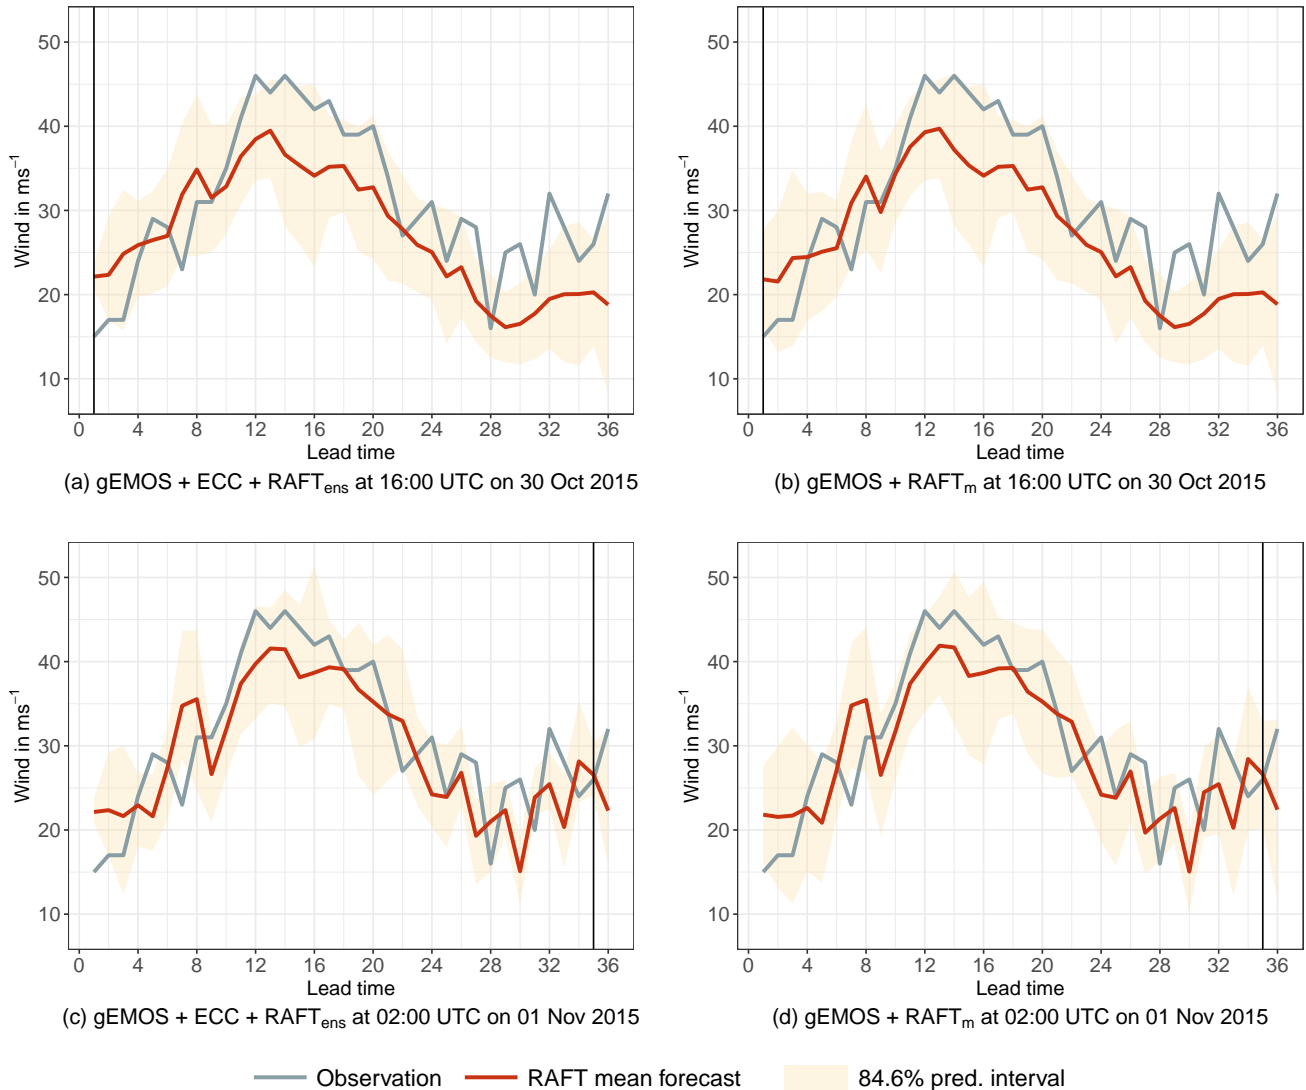 50
40
30
20
10
Wind in ms⁻¹
0 4 8 12 16 20 24 28 32 36
Lead time
(a) gEMOS + ECC + RAFTens at 16:00 UTC on 30 Oct 2015
50
40
30
20
10
Wind in ms⁻¹
0 4 8 12 16 20 24 28 32 36
Lead time
(b) gEMOS + RAFTm at 16:00 UTC on 30 Oct 2015
50
40
30
20
10
Wind in ms⁻¹
0 4 8 12 16 20 24 28 32 36
Lead time
(c) gEMOS + ECC + RAFTens at 02:00 UTC on 01 Nov 2015
50
40
30
20
10
Wind in ms⁻¹
0 4 8 12 16 20 24 28 32 36
Lead time
(d) gEMOS + RAFTm at 02:00 UTC on 01 Nov 2015
Observation RAFT mean forecast 84.6% pred. interval